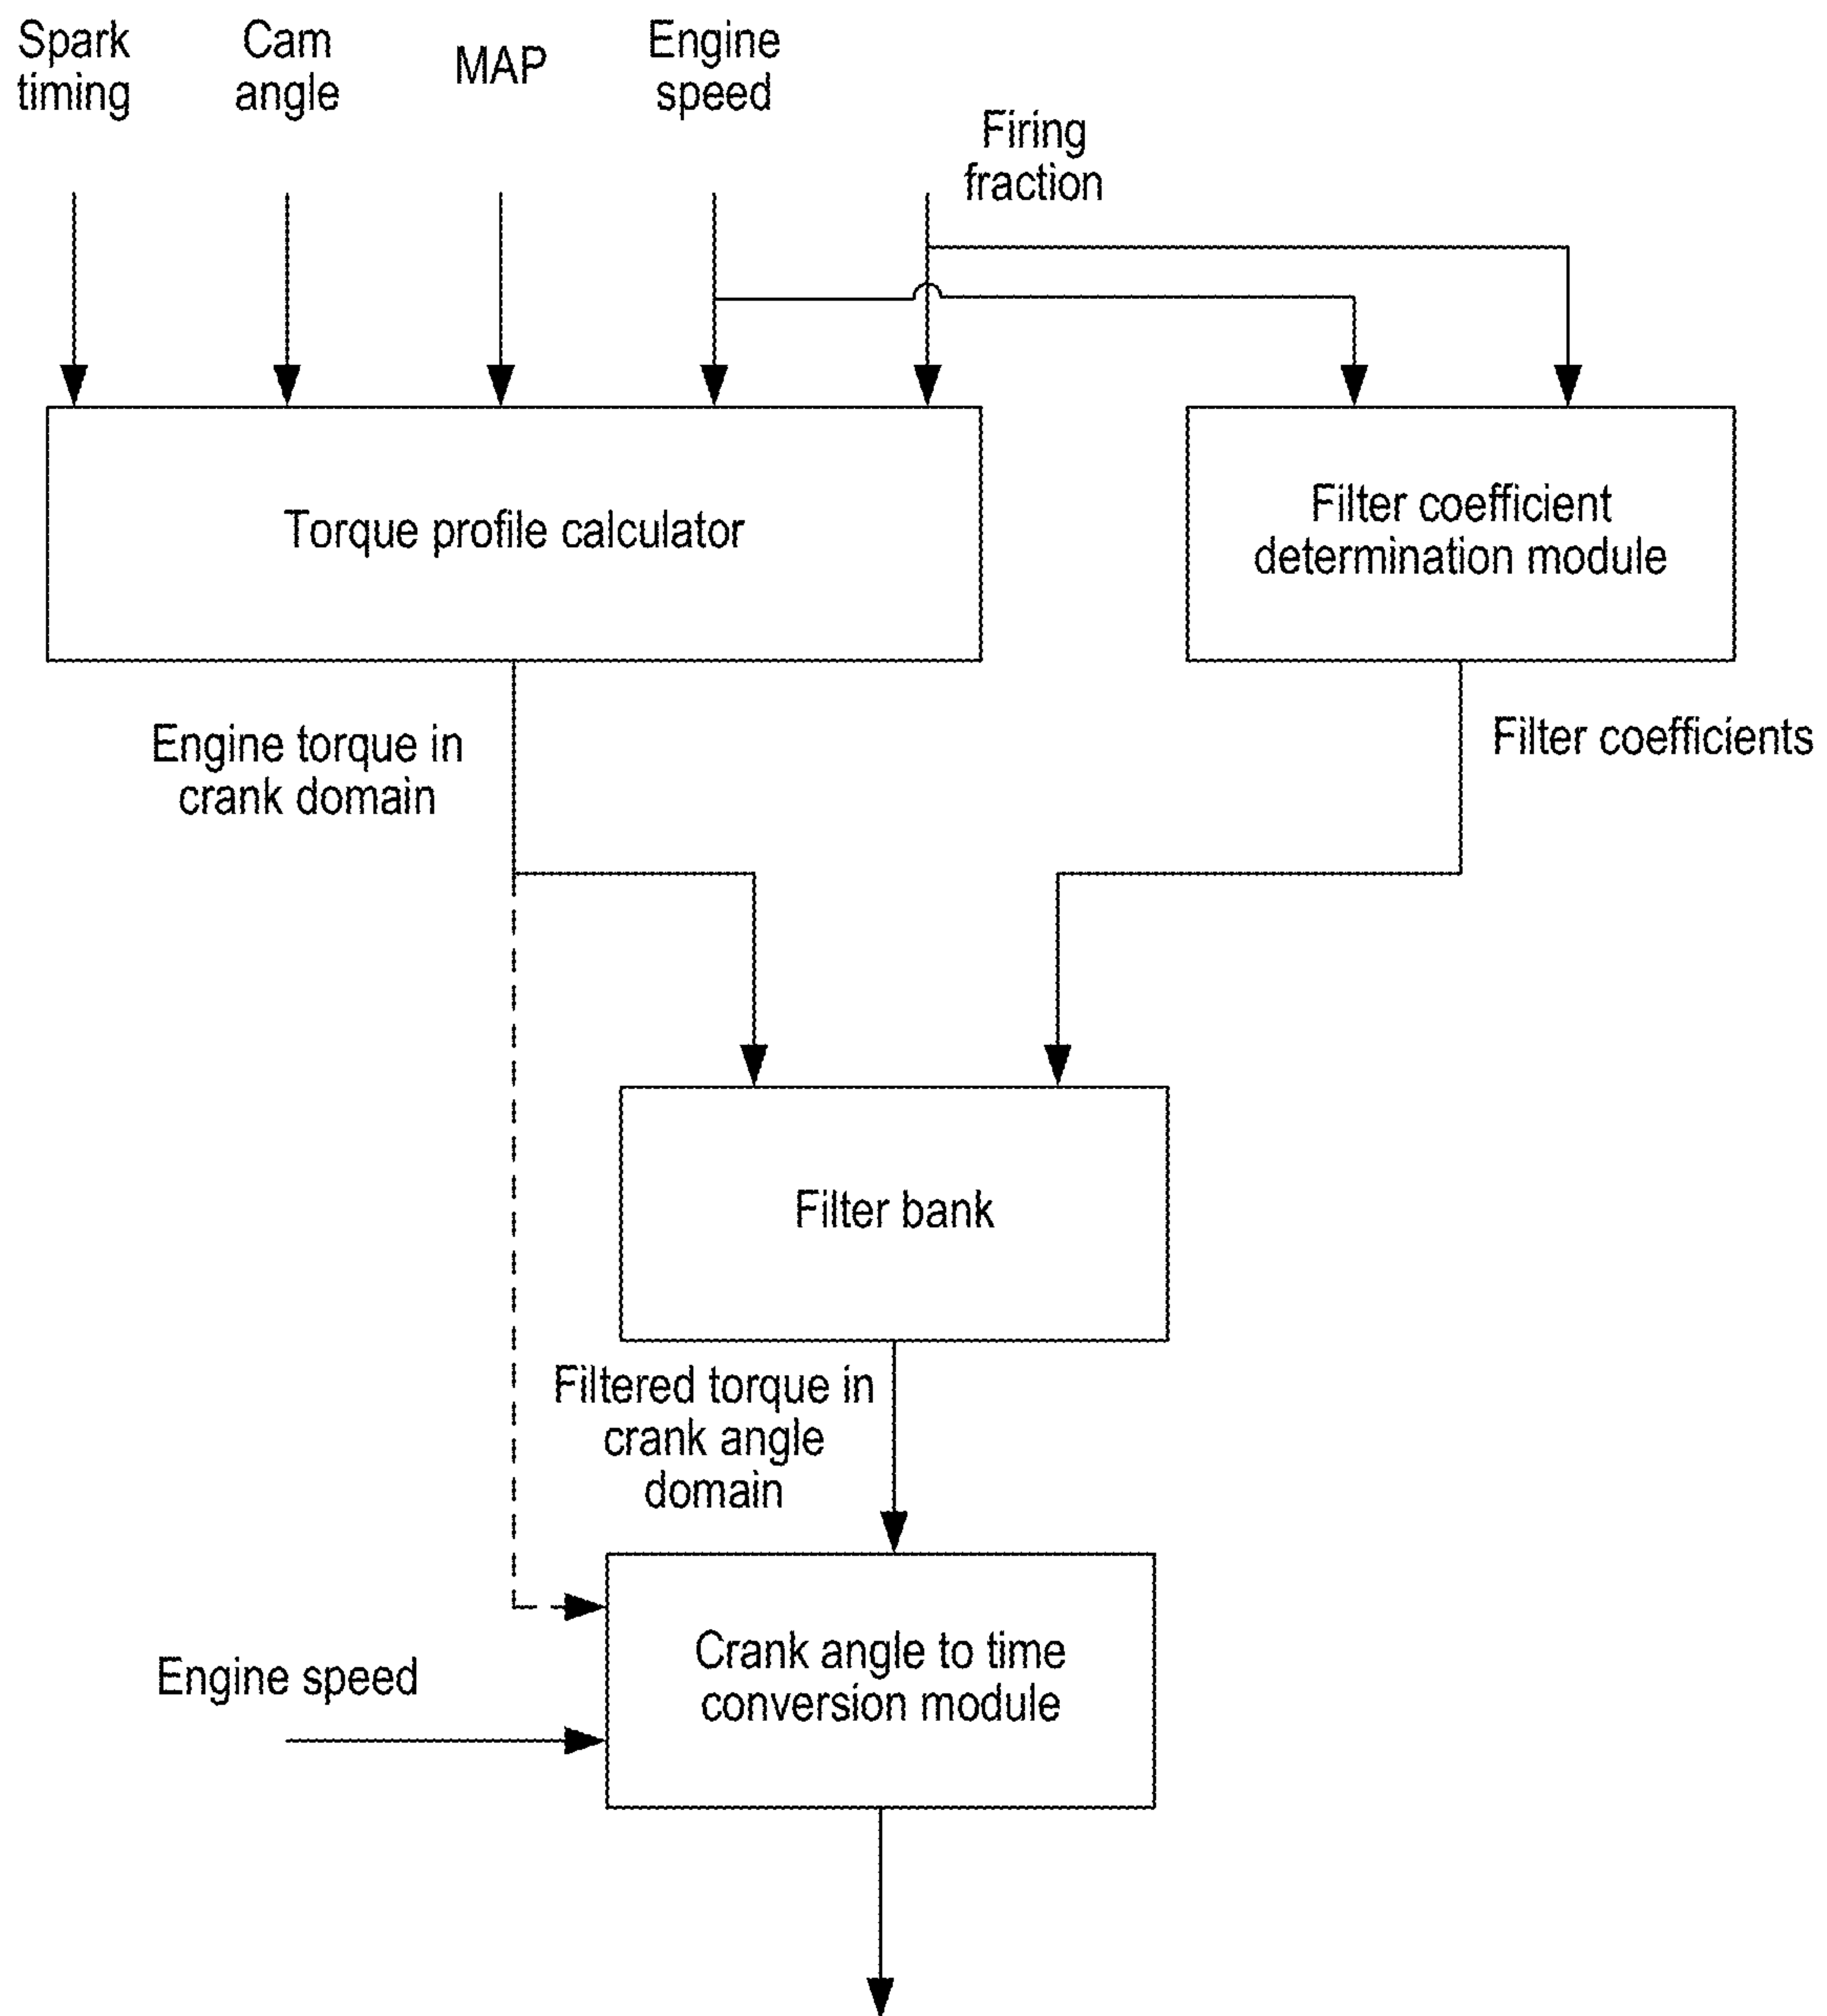 Spark
timing
Cam
angle
MAP
Engine
speed
Firing
fraction
Torque profile calculator
Filter coefficient
determination module
Engine torque in
crank domain
Filter coefficients
Filter bank
Filtered torque in
crank angle
domain
Crank angle to time
conversion module
Engine speed